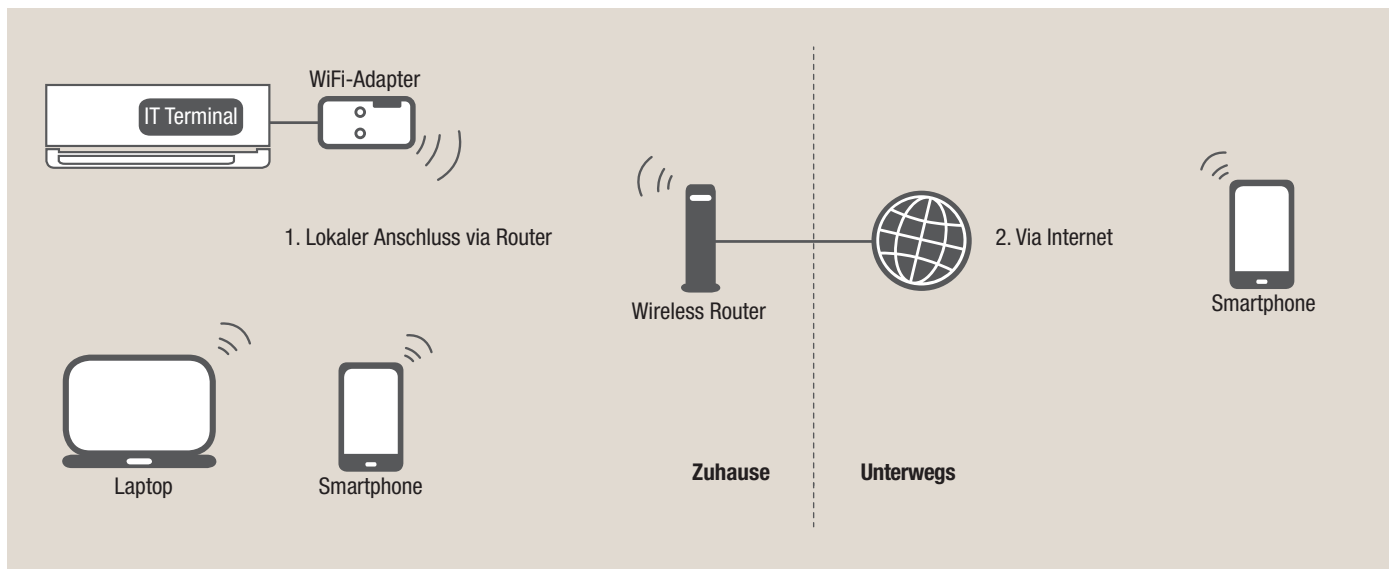 WiFi-Adapter
IT Terminal
1. Lokaler Anschluss via Router
2. Via Internet
Wireless Router
Smartphone
Laptop
Smartphone
Zuhause
Unterwegs